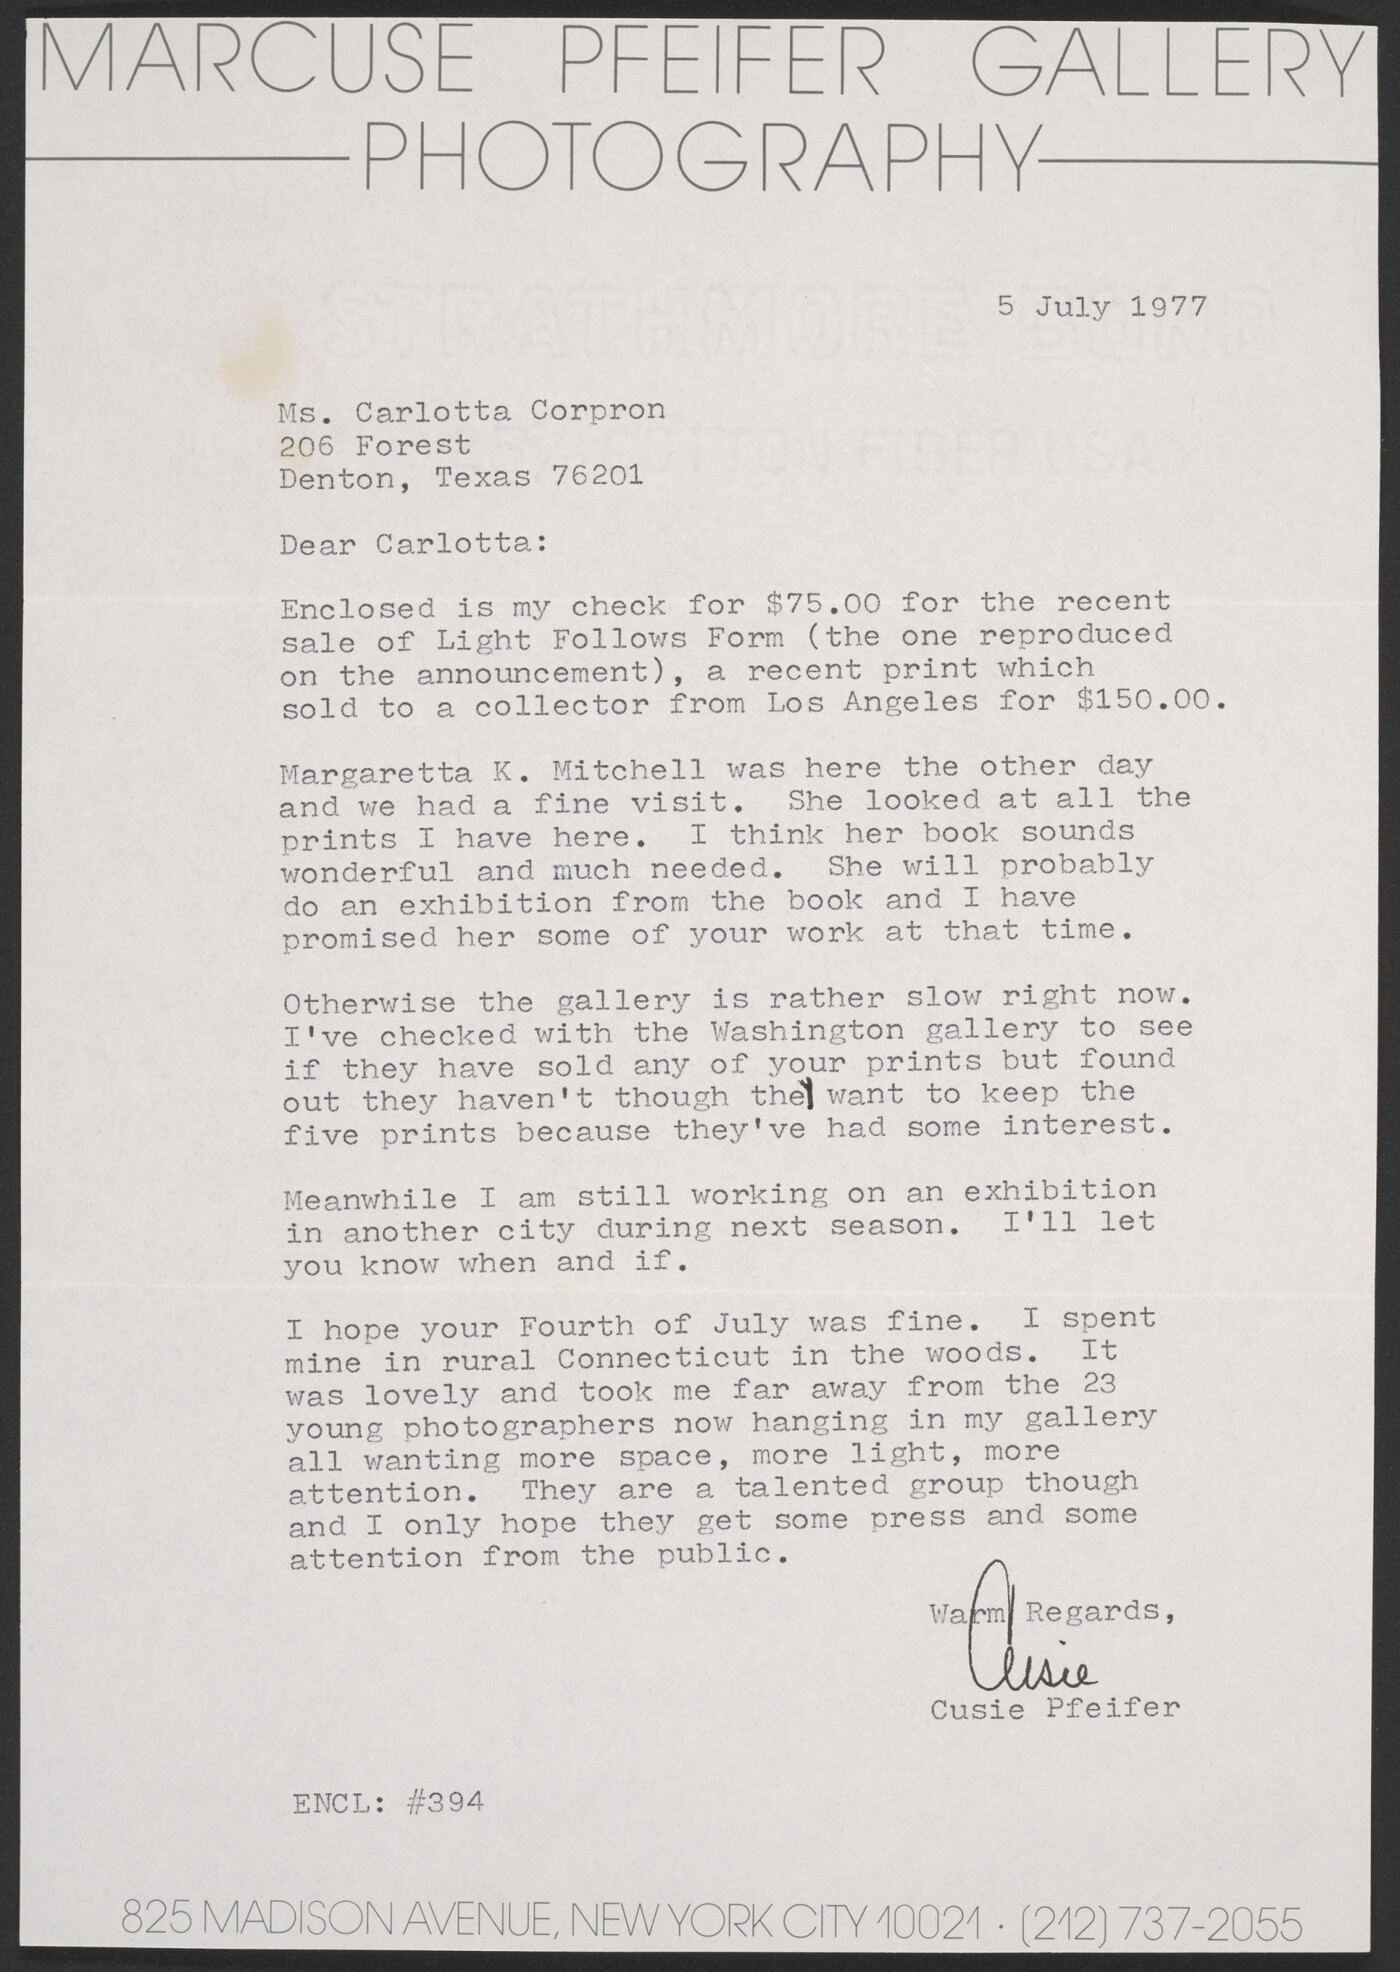 MARCUSE PFEIFER GALLERY
PHOTOGRAPHY
5 July 1977
Ms. Carlotta Corpron
206 Forest
Denton, Texas 76201
Dear Carlotta:
Enclosed is my check for $75.00 for the recent
sale of Light Follows Form (the one reproduced
on the announcement), a recent print which
sold to a collector from Los Angeles for $150.00.
Margaretta K. Mitchell was here the other day
and we had a fine visit.  She looked at all the
prints I have here.  I think her book sounds
wonderful and much needed.  She will probably
do an exhibition from the book and I have
promised her some of your work at that time.
Otherwise the gallery is rather slow right now.
I've checked with the Washington gallery to see
if they have sold any of your prints but found
out they haven't though they want to keep the
five prints because they've had some interest.
Meanwhile I am still working on an exhibition
in another city during next season.  I'll let
you know when and if.
I hope your Fourth of July was fine.  I spent
mine in rural Connecticut in the woods.  It
was lovely and took me far away from the 23
young photographers now hanging in my gallery
all wanting more space, more light, more
attention.  They are a talented group though
and I only hope they get some press and some
attention from the public.
Warm Regards,
Cusie
Cusie Pfeifer
ENCL: #394
825 MADISON AVENUE, NEW YORK CITY 10021 · (212) 737-2055